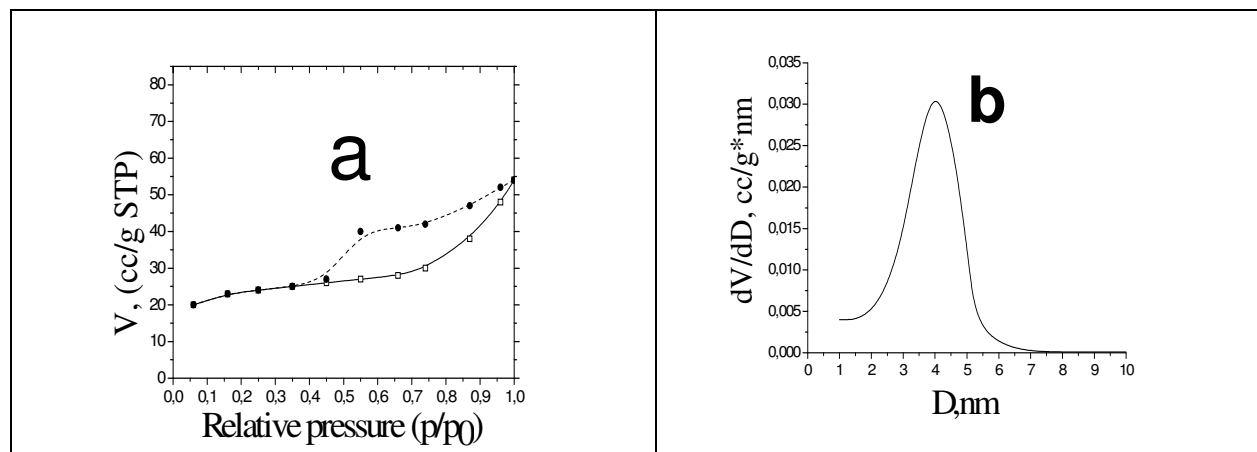 a
V, (cc/g STP)
80
70
60
50
40
30
20
10
0
0,0 0,1 0,2 0,3 0,4 0,5 0,6 0,7 0,8 0,9 1,0
Relative pressure (p/p0)
b
dV/dD, cc/g*nm
0,035
0,030
0,025
0,020
0,015
0,010
0,005
0,000
0 1 2 3 4 5 6 7 8 9 10
D,nm